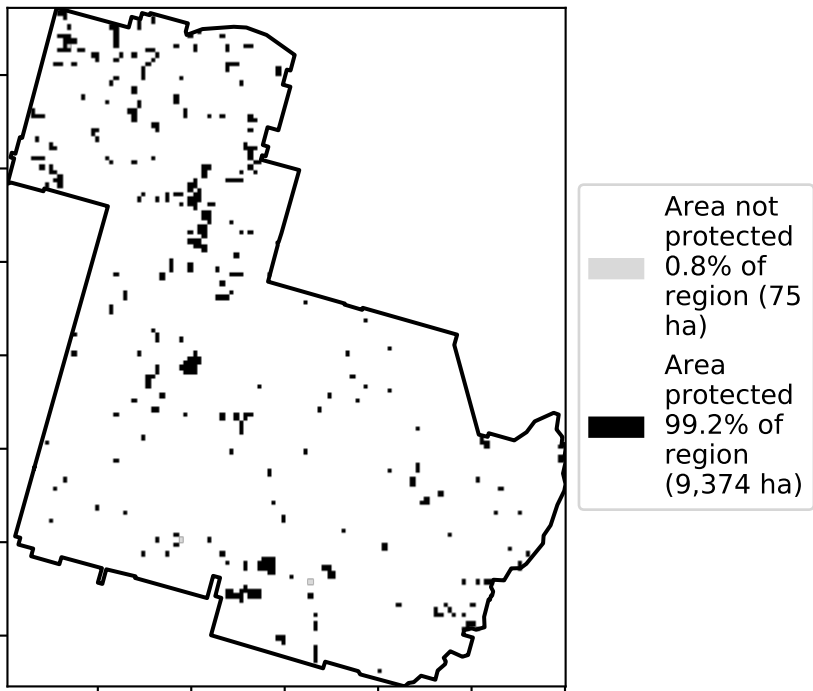 Area not
protected
0.8% of
region (75
ha)
Area
protected
99.2% of
region
(9,374 ha)